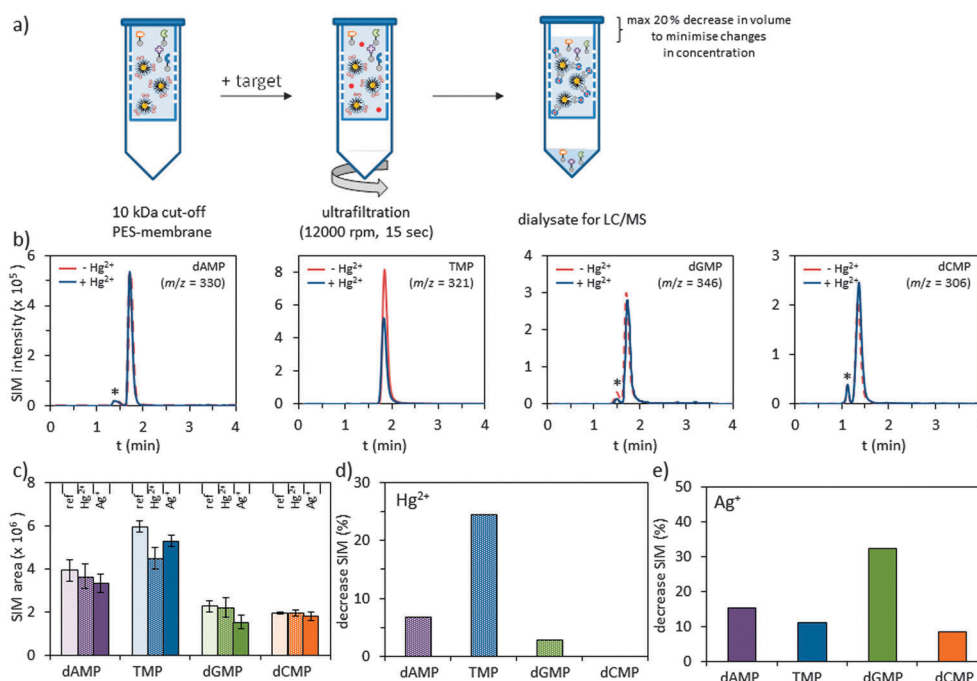 a)
+ target
max 20 % decrease in volume
to minimise changes
in concentration
10 kDa cut-off
PES-membrane
ultrafiltration
(12000 rpm, 15 sec)
dialysate for LC/MS
b)
SIM intensity (x 10⁵)
6
4
2
0
- Hg²⁺
+ Hg²⁺
dAMP
(m/z = 330)
*
0 1 2 3 4
t (min)
8
6
4
2
0
- Hg²⁺
+ Hg²⁺
TMP
(m/z = 321)
0 1 2 3 4
t (min)
4
3
2
1
0
- Hg²⁺
+ Hg²⁺
dGMP
(m/z = 346)
*
0 1 2 3 4
t (min)
3
2
1
0
- Hg²⁺
+ Hg²⁺
dCMP
(m/z = 306)
*
0 1 2 3 4
t (min)
c)
SIM area (x 10⁶)
8
6
4
2
0
ref Hg²⁺ Ag⁺ ref Hg²⁺ Ag⁺ ref Hg²⁺ Ag⁺ ref Hg²⁺ Ag⁺
dAMP TMP dGMP dCMP
d)
decrease SIM (%)
30
20
10
0
Hg²⁺
dAMP TMP dGMP dCMP
e)
decrease SIM (%)
50
40
30
20
10
0
Ag⁺
dAMP TMP dGMP dCMP